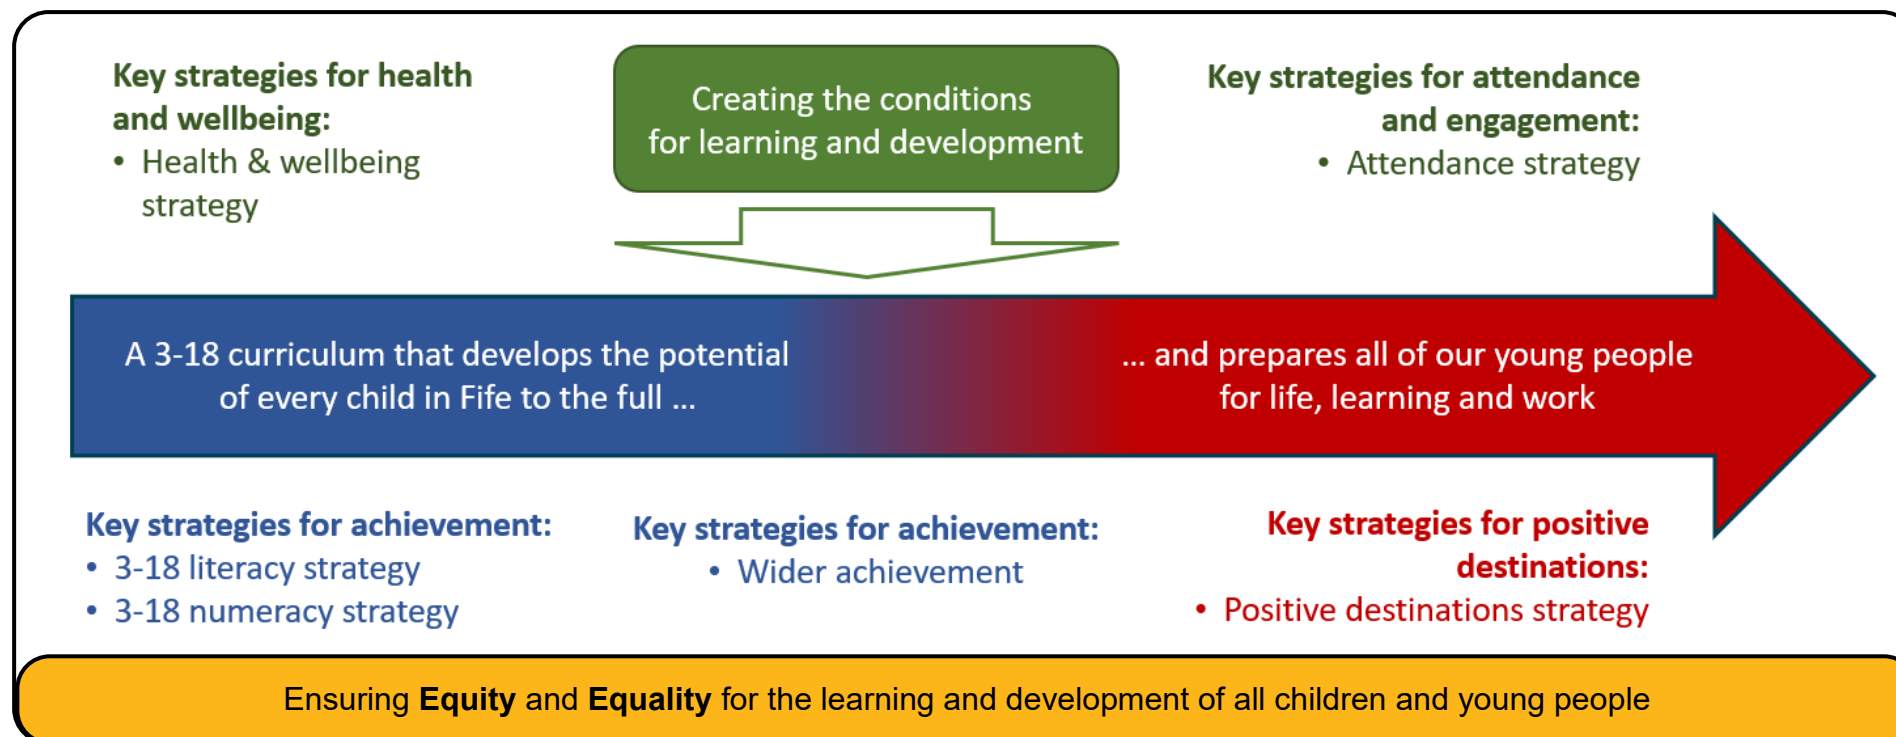 Key strategies for health
and wellbeing:
• Health & wellbeing
strategy
Creating the conditions
for learning and development
Key strategies for attendance
and engagement:
• Attendance strategy
A 3-18 curriculum that develops the potential
of every child in Fife to the full ...
... and prepares all of our young people
for life, learning and work
Key strategies for achievement:
• 3-18 literacy strategy
• 3-18 numeracy strategy
Key strategies for achievement:
• Wider achievement
Key strategies for positive
destinations:
• Positive destinations strategy
Ensuring Equity and Equality for the learning and development of all children and young people